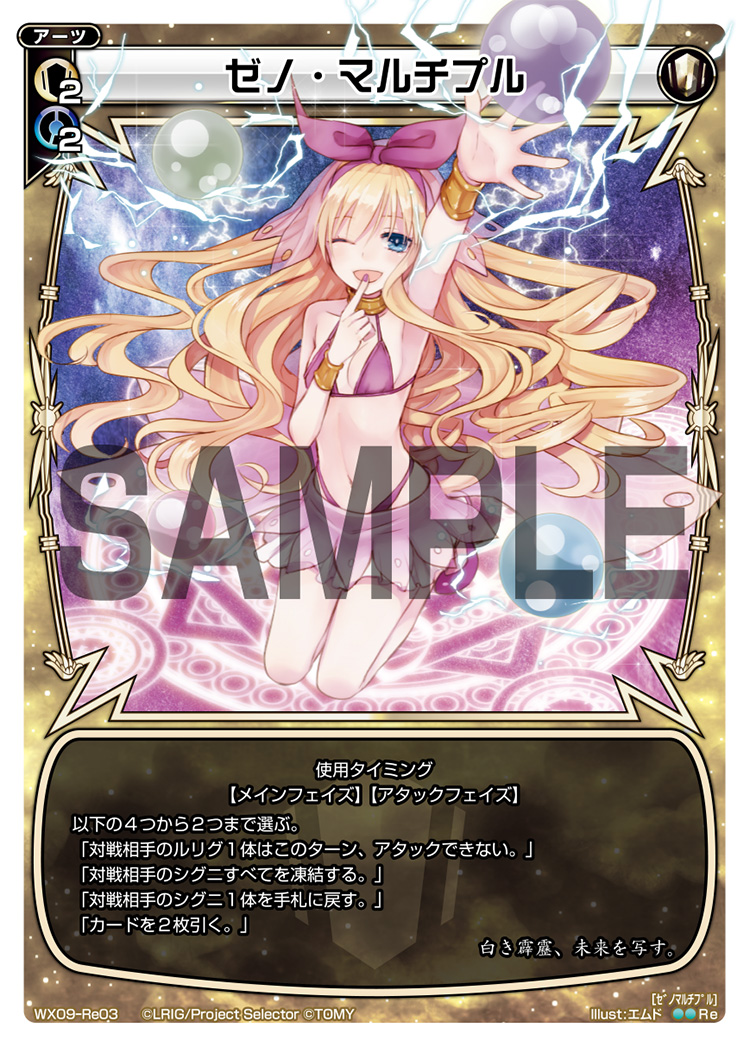 アーツ
ゼノ・マルチプル
2
2
SAMPLE
使用タイミング
【メインフェイズ】【アタックフェイズ】
以下の４つから２つまで選ぶ。
「対戦相手のルリグ１体はこのターン、アタックできない。」
「対戦相手のシグニすべてを凍結する。」
「対戦相手のシグニ１体を手札に戻す。」
「カードを２枚引く。」
白き霹靂、未来を写す。
[ｾﾞﾉﾏﾙﾁﾌﾟﾙ]
WX09-Re03 ©LRIG/Project Selector ©TOMY Illust:エムド Re